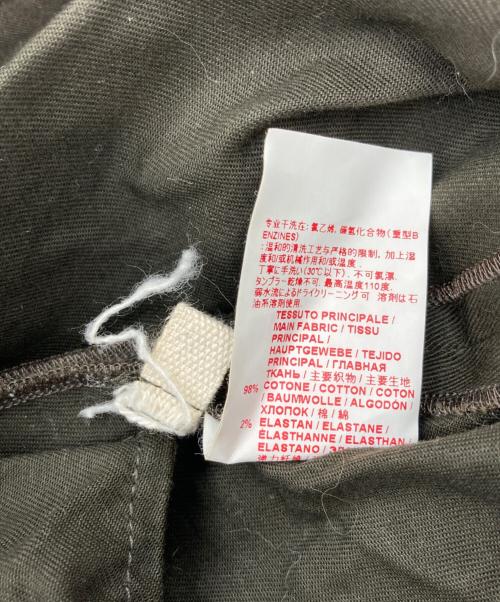 专业干洗在: 氯乙烯, 碳氢化合物 (重型B
ENZINES)
:温和的清洗工艺与严格的限制, 加上湿
度和/或机械作用和/或温度.
丁寧に手洗い(30℃以下). 不可氯漂.
タンブラー乾燥不可. 最高温度110度.
弱水流によるドライクリーニング可 溶剤は石
油系溶剤使用.
TESSUTO PRINCIPALE /
MAIN FABRIC / TISSU
PRINCIPAL /
HAUPTGEWEBE / TEJIDO
PRINCIPAL / ГЛАВНАЯ
ТКАНЬ / 主要织物 / 主要生地
98% COTONE / COTTON / COTON
/ BAUMWOLLE / ALGODÓN /
ХЛОПОК / 棉 / 綿
2% ELASTAN / ELASTANE /
ÉLASTHANNE / ELASTHAN /
ELASTANO /